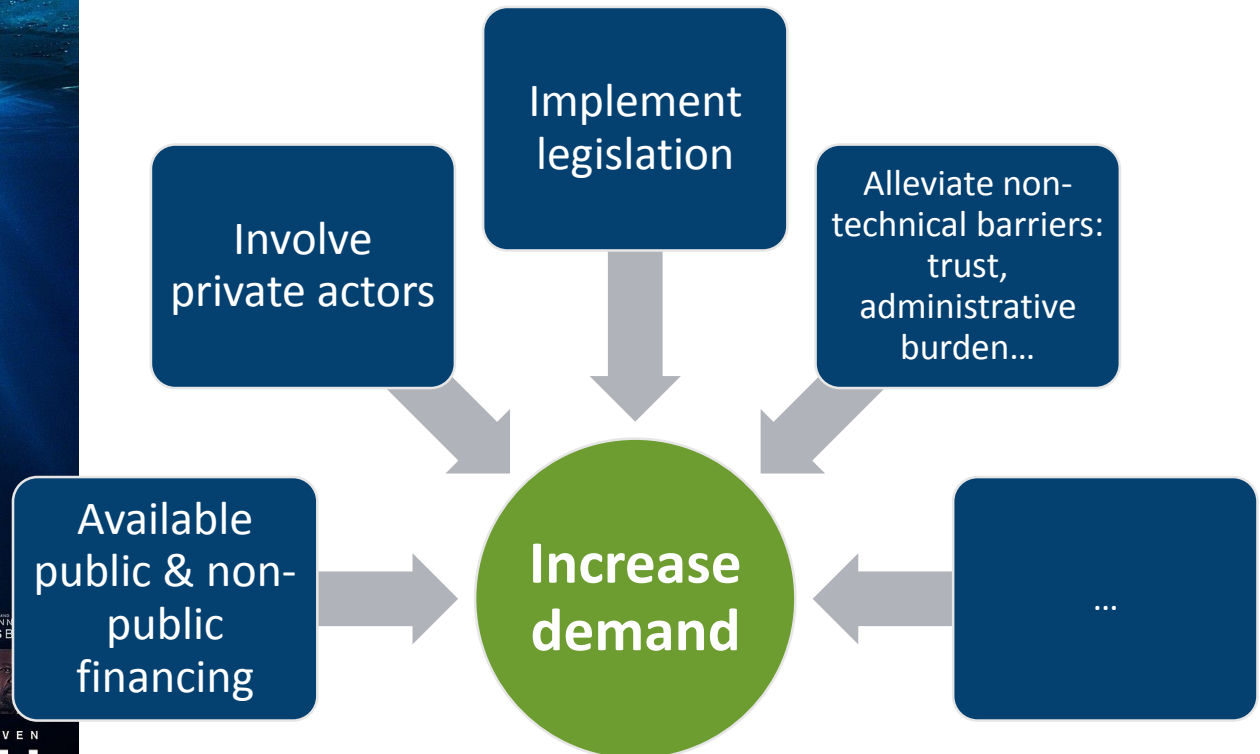 Implement
legislation
Involve
private actors
Alleviate non-
technical barriers:
trust,
administrative
burden…
Available
public & non-
public
financing
Increase
demand
…
V E N